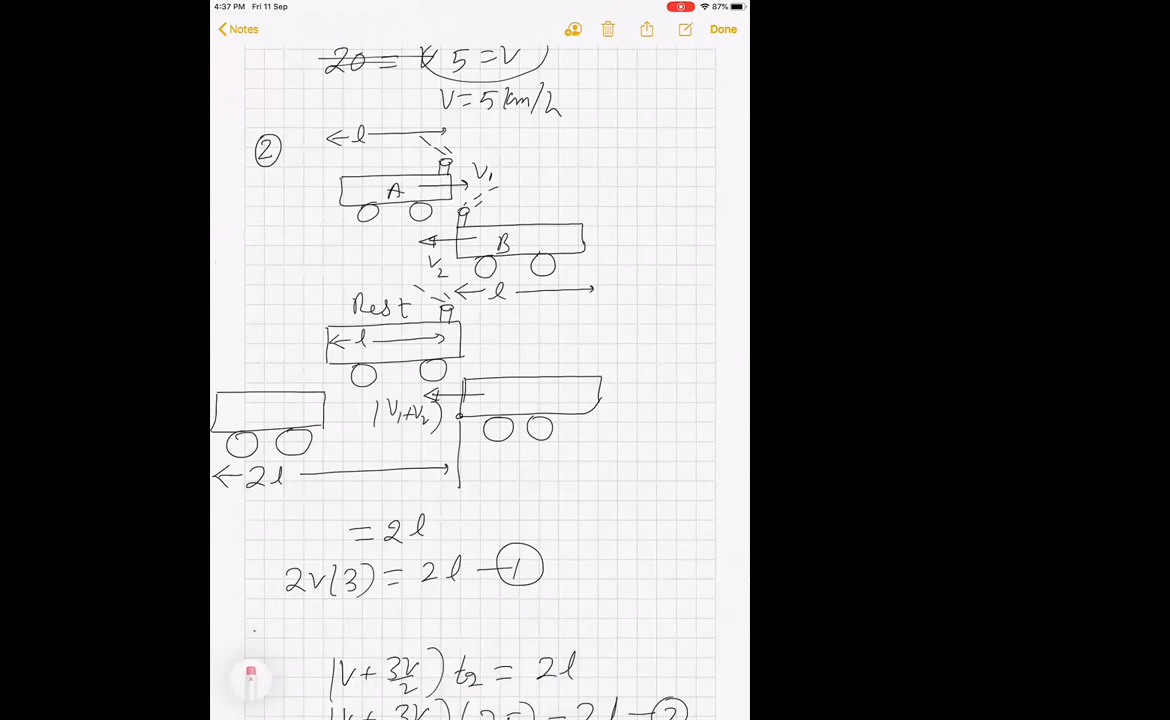 4:37 PM Fri 11 Sep 87%
Notes Done
20 = V 5 = V
V = 5 km/h
2
l
A V1
B
V2
l
Rest
l
(V1+V2)
2l
= 2l
2v(3) = 2l — 1
(V + 3V/2) t2 = 2l